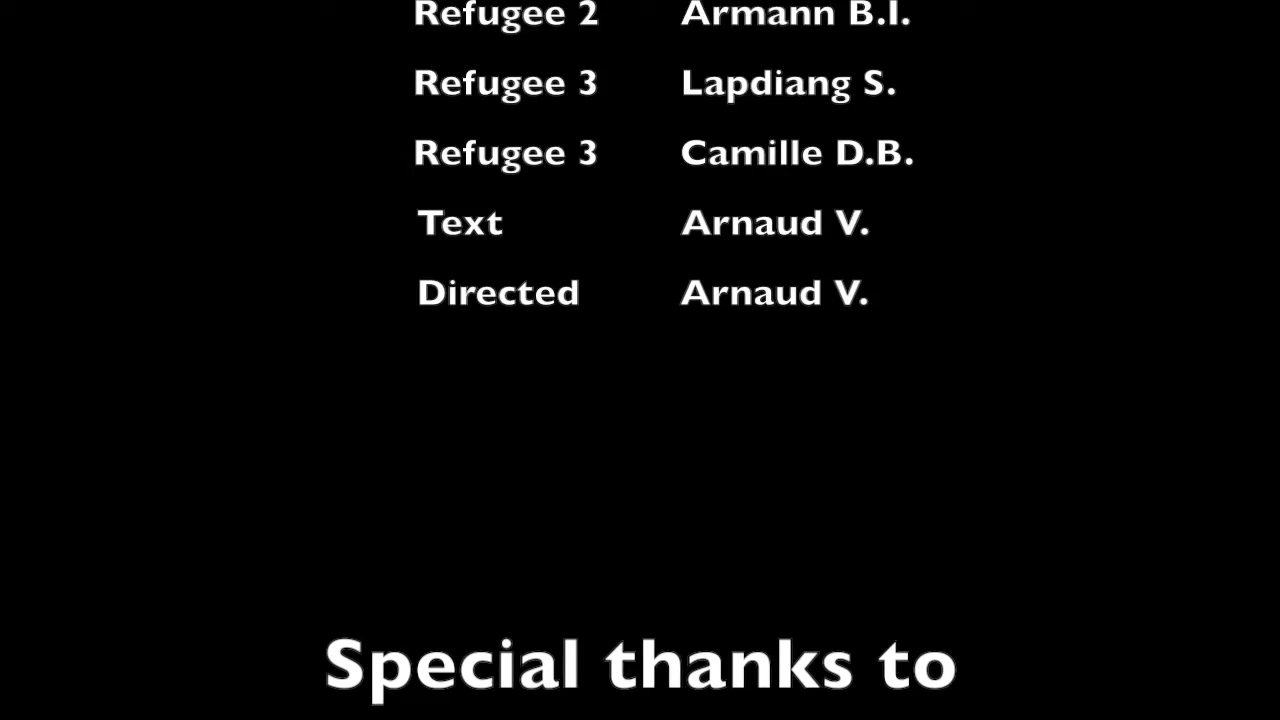 Refugee 2 Armann B.I.
Refugee 3 Lapdiang S.
Refugee 3 Camille D.B.
Text Arnaud V.
Directed Arnaud V.
Special thanks to